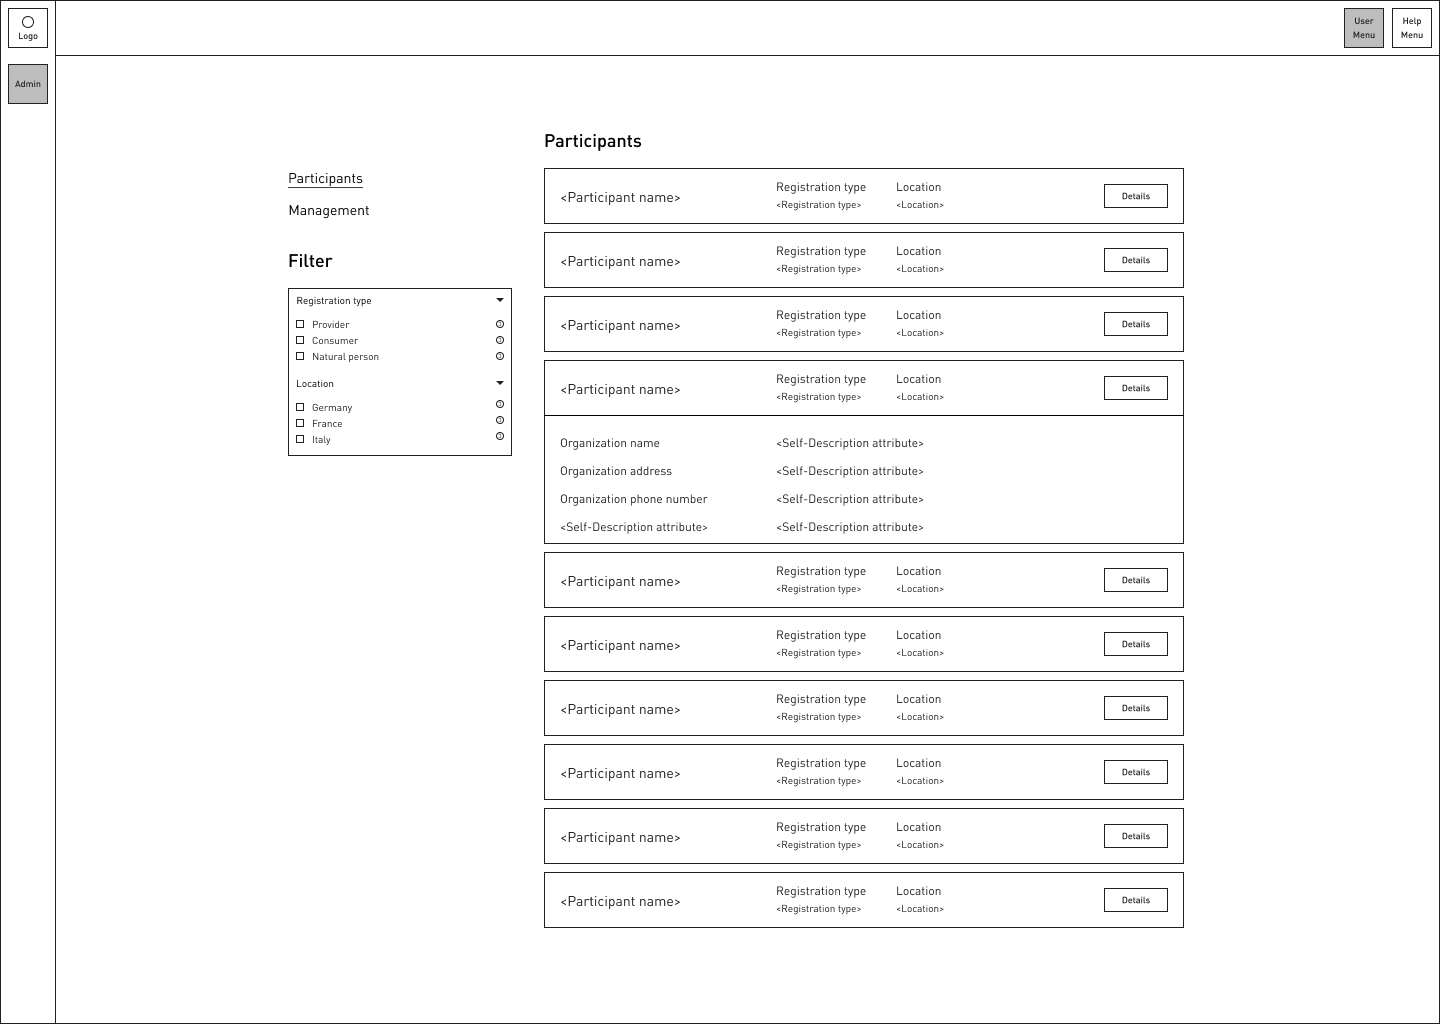 Logo
User
Menu
Help
Menu
Admin
Participants
Management
Filter
Registration type
Provider
Consumer
Natural person
Location
Germany
France
Italy
Participants
<Participant name> Registration type Location Details
<Registration type> <Location>
<Participant name> Registration type Location Details
<Registration type> <Location>
<Participant name> Registration type Location Details
<Registration type> <Location>
<Participant name> Registration type Location Details
<Registration type> <Location>
Organization name <Self-Description attribute>
Organization address <Self-Description attribute>
Organization phone number <Self-Description attribute>
<Self-Description attribute> <Self-Description attribute>
<Participant name> Registration type Location Details
<Registration type> <Location>
<Participant name> Registration type Location Details
<Registration type> <Location>
<Participant name> Registration type Location Details
<Registration type> <Location>
<Participant name> Registration type Location Details
<Registration type> <Location>
<Participant name> Registration type Location Details
<Registration type> <Location>
<Participant name> Registration type Location Details
<Registration type> <Location>